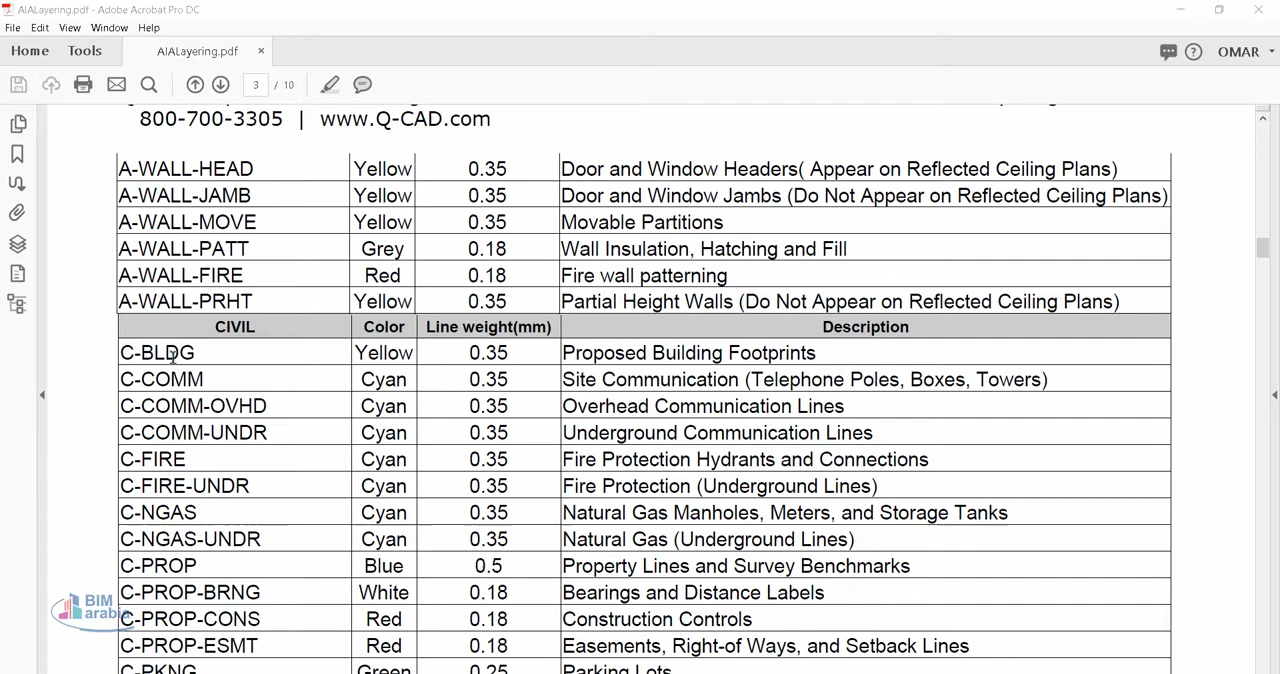 AIALayering.pdf - Adobe Acrobat Pro DC
File Edit View Window Help
Home Tools AIALayering.pdf × OMAR
3 / 10
800-700-3305 | www.Q-CAD.com
A-WALL-HEAD Yellow 0.35 Door and Window Headers( Appear on Reflected Ceiling Plans)
A-WALL-JAMB Yellow 0.35 Door and Window Jambs (Do Not Appear on Reflected Ceiling Plans)
A-WALL-MOVE Yellow 0.35 Movable Partitions
A-WALL-PATT Grey 0.18 Wall Insulation, Hatching and Fill
A-WALL-FIRE Red 0.18 Fire wall patterning
A-WALL-PRHT Yellow 0.35 Partial Height Walls (Do Not Appear on Reflected Ceiling Plans)
CIVIL Color Line weight(mm) Description
C-BLDG Yellow 0.35 Proposed Building Footprints
C-COMM Cyan 0.35 Site Communication (Telephone Poles, Boxes, Towers)
C-COMM-OVHD Cyan 0.35 Overhead Communication Lines
C-COMM-UNDR Cyan 0.35 Underground Communication Lines
C-FIRE Cyan 0.35 Fire Protection Hydrants and Connections
C-FIRE-UNDR Cyan 0.35 Fire Protection (Underground Lines)
C-NGAS Cyan 0.35 Natural Gas Manholes, Meters, and Storage Tanks
C-NGAS-UNDR Cyan 0.35 Natural Gas (Underground Lines)
C-PROP Blue 0.5 Property Lines and Survey Benchmarks
C-PROP-BRNG White 0.18 Bearings and Distance Labels
C-PROP-CONS Red 0.18 Construction Controls
C-PROP-ESMT Red 0.18 Easements, Right-of Ways, and Setback Lines
C-PKNG Green 0.25 Parking Lots
BIM
arabia